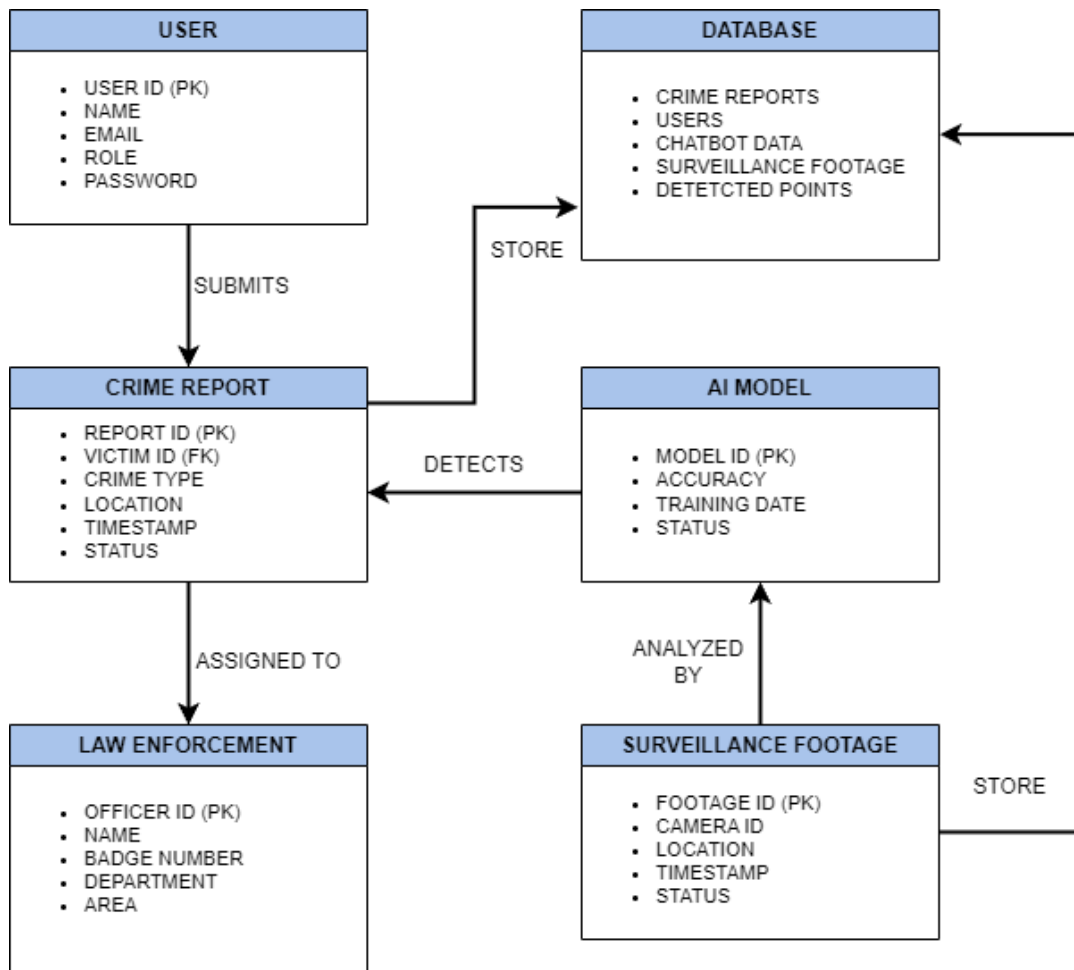 USER
USER ID (PK)
NAME
EMAIL
ROLE
PASSWORD
DATABASE
CRIME REPORTS
USERS
CHATBOT DATA
SURVEILLANCE FOOTAGE
DETETCTED POINTS
STORE
SUBMITS
CRIME REPORT
REPORT ID (PK)
VICTIM ID (FK)
CRIME TYPE
LOCATION
TIMESTAMP
STATUS
DETECTS
AI MODEL
MODEL ID (PK)
ACCURACY
TRAINING DATE
STATUS
ASSIGNED TO
ANALYZED
BY
LAW ENFORCEMENT
OFFICER ID (PK)
NAME
BADGE NUMBER
DEPARTMENT
AREA
SURVEILLANCE FOOTAGE
FOOTAGE ID (PK)
CAMERA ID
LOCATION
TIMESTAMP
STATUS
STORE